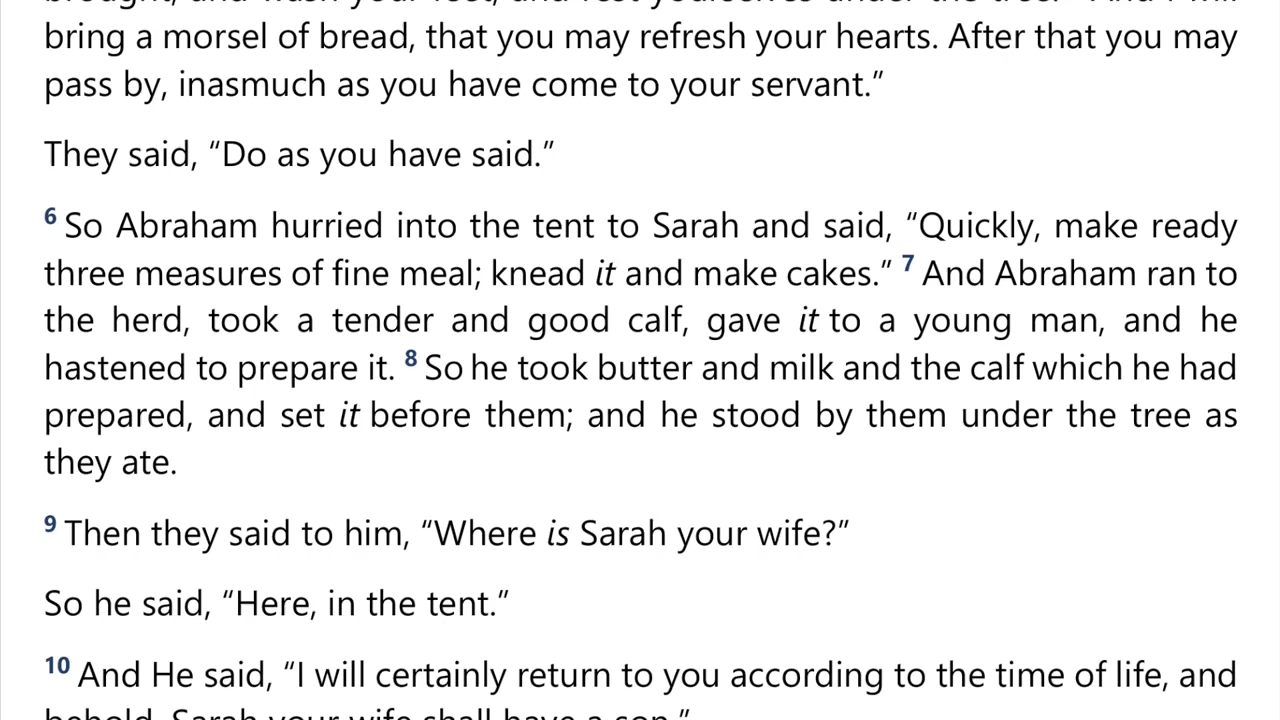 bring a morsel of bread, that you may refresh your hearts. After that you may
pass by, inasmuch as you have come to your servant.”
They said, “Do as you have said.”
6 So Abraham hurried into the tent to Sarah and said, “Quickly, make ready
three measures of fine meal; knead it and make cakes.” 7 And Abraham ran to
the herd, took a tender and good calf, gave it to a young man, and he
hastened to prepare it. 8 So he took butter and milk and the calf which he had
prepared, and set it before them; and he stood by them under the tree as
they ate.
9 Then they said to him, “Where is Sarah your wife?”
So he said, “Here, in the tent.”
10 And He said, “I will certainly return to you according to the time of life, and
behold, Sarah your wife shall have a son.”